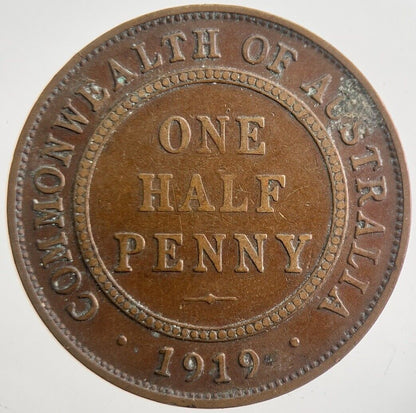 COMMONWEALTH OF AUSTRALIA
ONE
HALF
PENNY
· 1919 ·